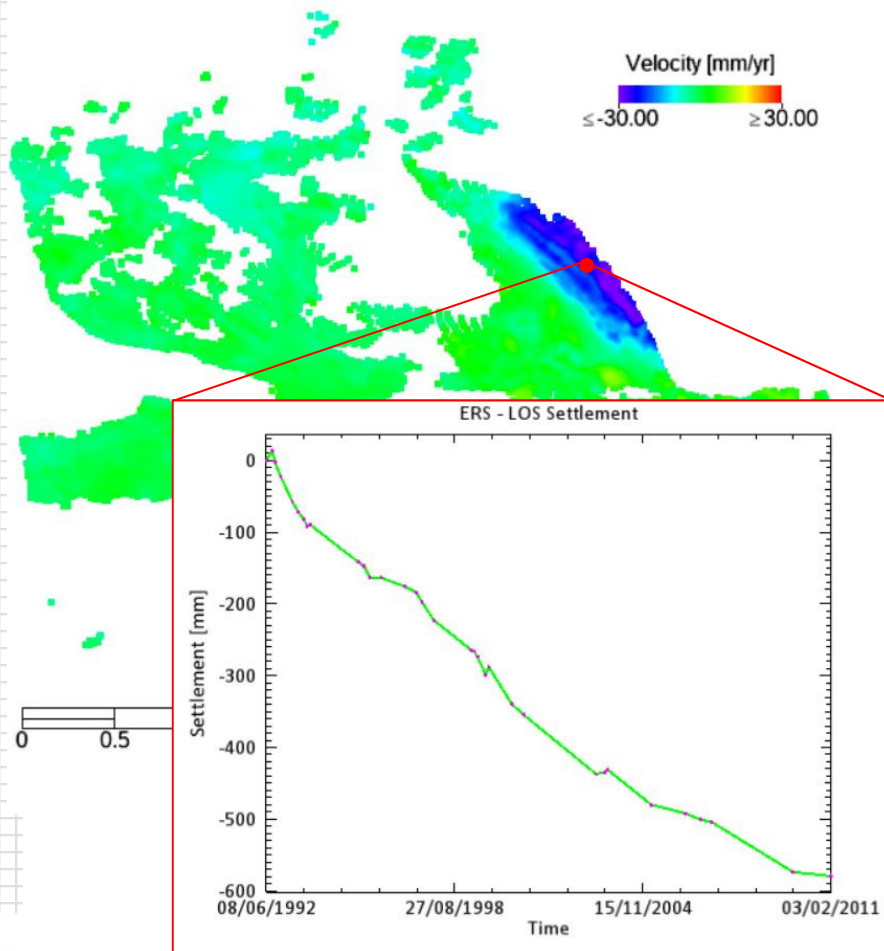 Velocity [mm/yr]
≤-30.00 ≥30.00
ERS - LOS Settlement
0
-100
-200
-300
-400
-500
-600
Settlement [mm]
08/06/1992 27/08/1998 15/11/2004 03/02/2011
Time
0 0.5